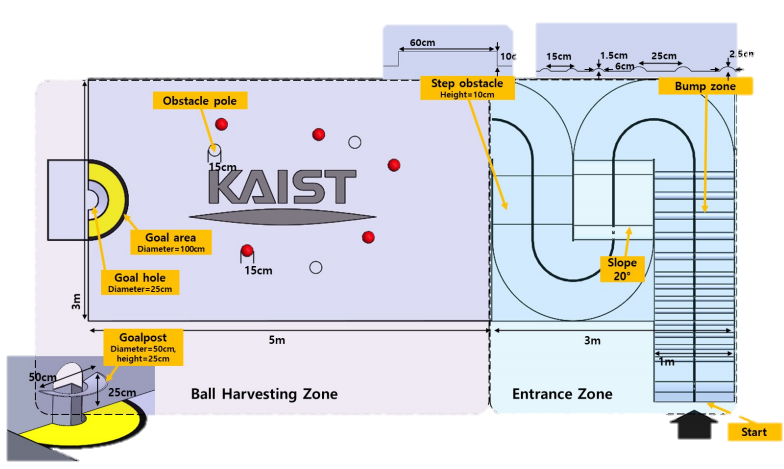 60cm
10c
15cm
1.5cm
6cm
25cm
2.5cm
Obstacle pole
Step obstacle
Height=10cm
Bump zone
15cm
KAIST
Goal area
Diameter=100cm
Goal hole
Diameter=25cm
15cm
Slope
20°
3m
5m
3m
1m
Goalpost
Diameter=50cm,
height=25cm
50cm
25cm
Ball Harvesting Zone
Entrance Zone
Start